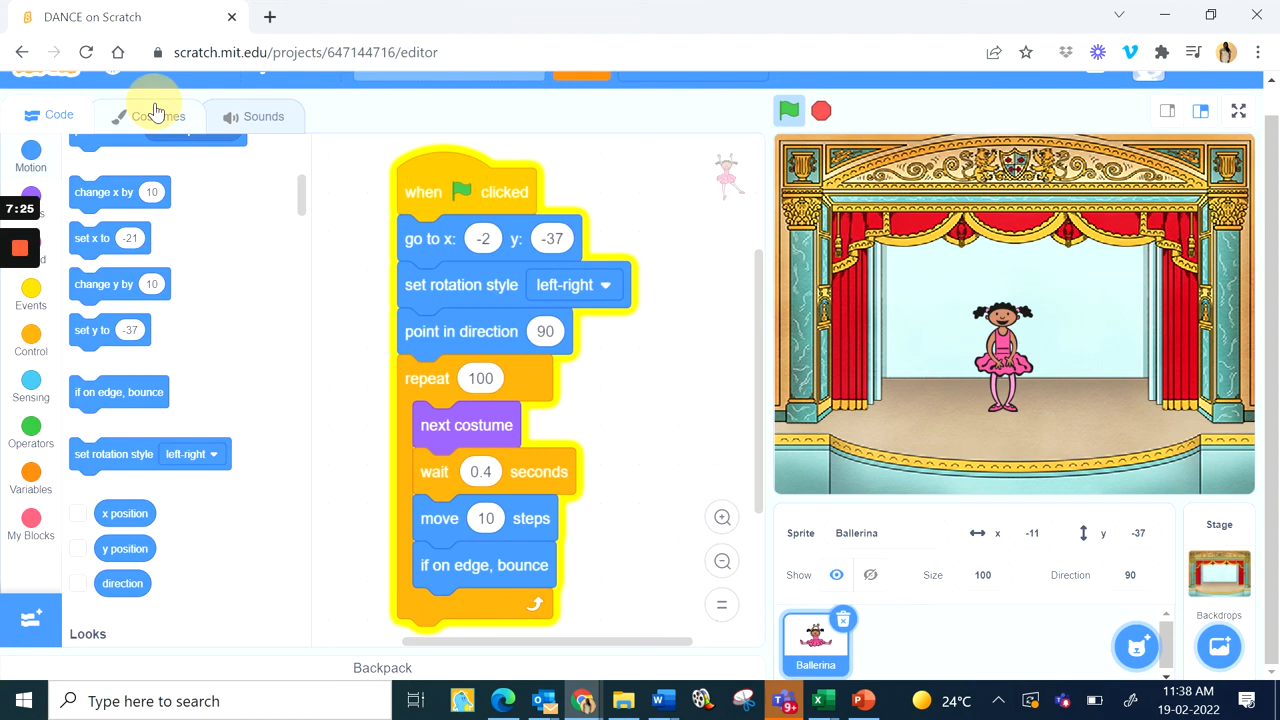 DANCE on Scratch
scratch.mit.edu/projects/647144716/editor
Code
Costumes
Sounds
Motion
7:25
Events
Control
Sensing
Operators
Variables
My Blocks
change x by 10
set x to -21
change y by 10
set y to -37
if on edge, bounce
set rotation style left-right
x position
y position
direction
Looks
when clicked
go to x: -2 y: -37
set rotation style left-right
point in direction 90
repeat 100
next costume
wait 0.4 seconds
move 10 steps
if on edge, bounce
Sprite Ballerina x -11 y -37
Show Size 100 Direction 90
Ballerina
Stage
Backdrops
Backpack
Type here to search
9+
24°C
11:38 AM
19-02-2022